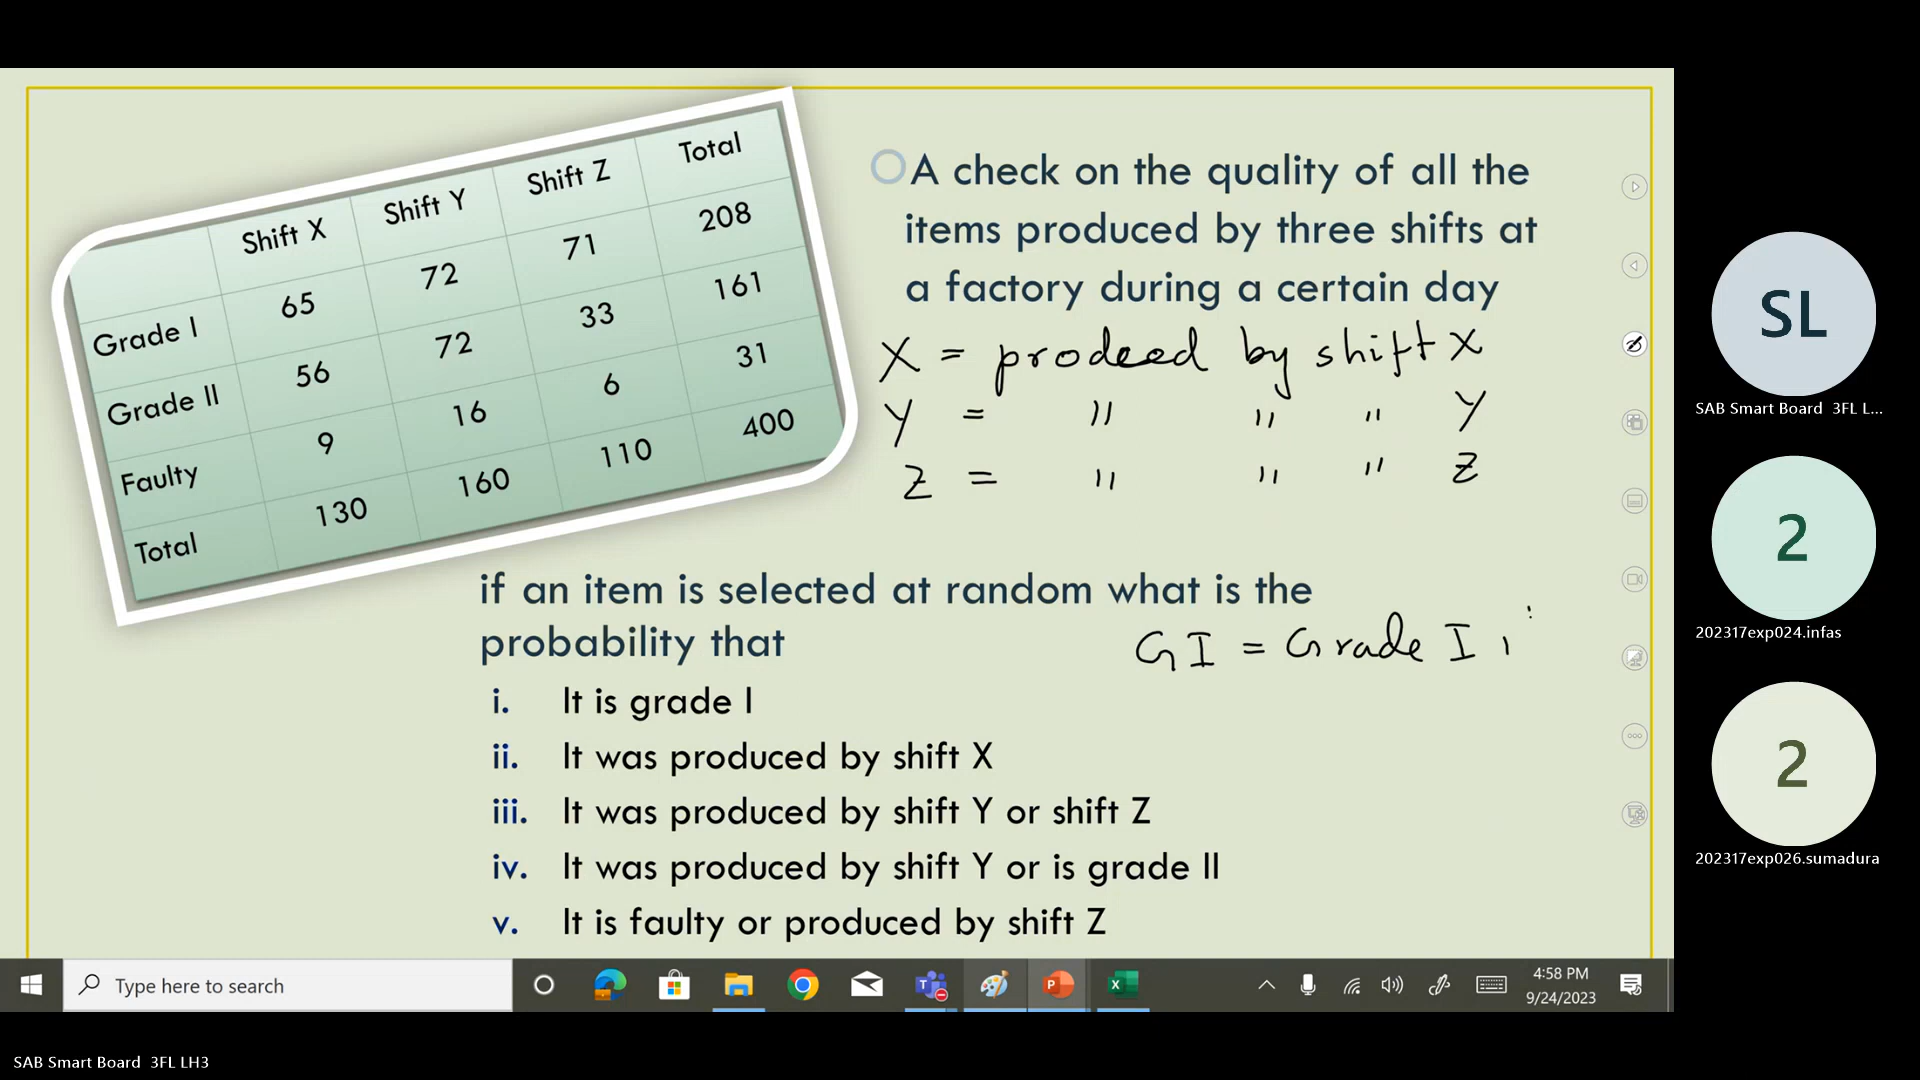 Shift X Shift Y Shift Z Total
Grade I 65 72 71 208
Grade II 56 72 33 161
Faulty 9 16 6 31
Total 130 160 110 400
A check on the quality of all the
items produced by three shifts at
a factory during a certain day
X = prodeed by shift X
Y = " " " Y
Z = " " " Z
if an item is selected at random what is the
probability that
GI = Grade I
i. It is grade I
ii. It was produced by shift X
iii. It was produced by shift Y or shift Z
iv. It was produced by shift Y or is grade II
v. It is faulty or produced by shift Z
SL
SAB Smart Board 3FL L...
2
202317exp024.infas
2
202317exp026.sumadura
Type here to search
4:58 PM
9/24/2023
SAB Smart Board 3FL LH3